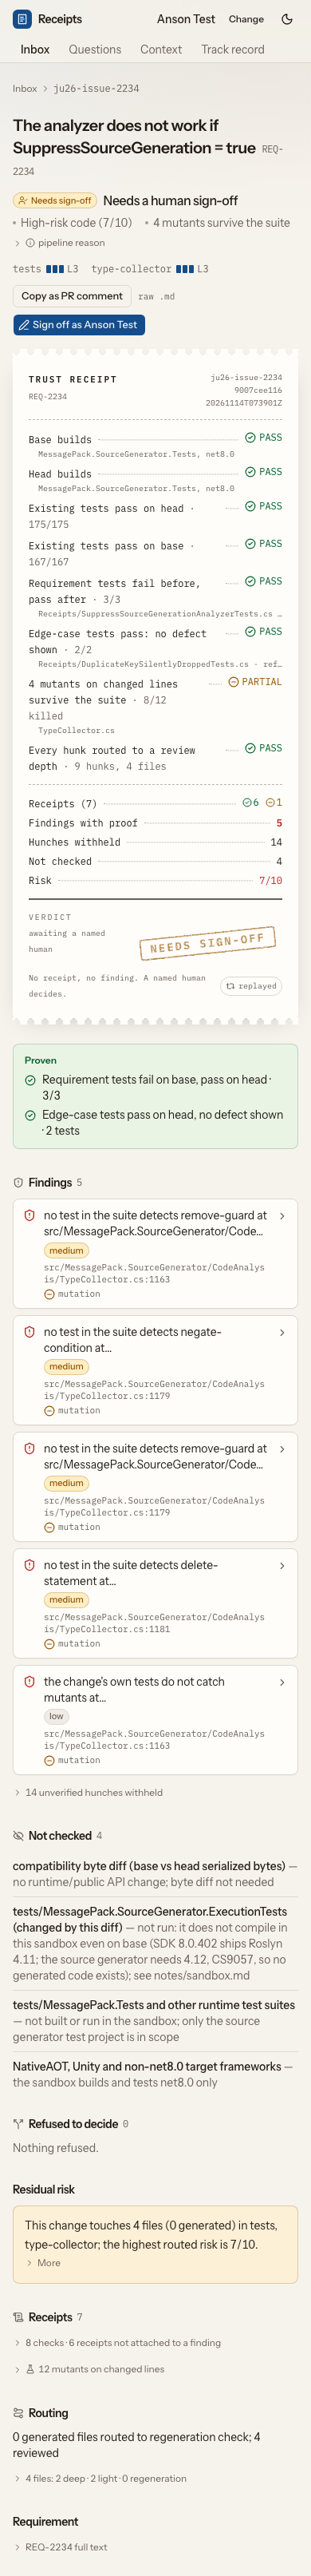 Receipts
Anson Test
Change
Inbox
Questions
Context
Track record
Inbox > ju26-issue-2234
The analyzer does not work if
SuppressSourceGeneration = true REQ-
2234
Needs sign-off Needs a human sign-off
• High-risk code (7/10) • 4 mutants survive the suite
pipeline reason
tests L3 type-collector L3
Copy as PR comment raw .md
Sign off as Anson Test
TRUST RECEIPT ju26-issue-2234
REQ-2234 9007cee116
20261114T073901Z
Base builds PASS
MessagePack.SourceGenerator.Tests, net8.0
Head builds PASS
MessagePack.SourceGenerator.Tests, net8.0
Existing tests pass on head · PASS
175/175
Existing tests pass on base · PASS
167/167
Requirement tests fail before, PASS
pass after · 3/3
Receipts/SuppressSourceGenerationAnalyzerTests.cs …
Edge-case tests pass: no defect PASS
shown · 2/2
Receipts/DuplicateKeySilentlyDroppedTests.cs · ref…
4 mutants on changed lines PARTIAL
survive the suite · 8/12
killed
TypeCollector.cs
Every hunk routed to a review PASS
depth · 9 hunks, 4 files
Receipts (7) 6 1
Findings with proof 5
Hunches withheld 14
Not checked 4
Risk 7/10
VERDICT
awaiting a named
human
NEEDS SIGN-OFF
No receipt, no finding. A named human
decides.
replayed
Proven
Requirement tests fail on base, pass on head ·
3/3
Edge-case tests pass on head, no defect shown
· 2 tests
Findings 5
no test in the suite detects remove-guard at
src/MessagePack.SourceGenerator/Code...
medium
src/MessagePack.SourceGenerator/CodeAnalys
is/TypeCollector.cs:1163
mutation
no test in the suite detects negate-
condition at...
medium
src/MessagePack.SourceGenerator/CodeAnalys
is/TypeCollector.cs:1179
mutation
no test in the suite detects remove-guard at
src/MessagePack.SourceGenerator/Code...
medium
src/MessagePack.SourceGenerator/CodeAnalys
is/TypeCollector.cs:1179
mutation
no test in the suite detects delete-
statement at...
medium
src/MessagePack.SourceGenerator/CodeAnalys
is/TypeCollector.cs:1181
mutation
the change's own tests do not catch
mutants at...
low
src/MessagePack.SourceGenerator/CodeAnalys
is/TypeCollector.cs:1163
mutation
14 unverified hunches withheld
Not checked 4
compatibility byte diff (base vs head serialized bytes) —
no runtime/public API change; byte diff not needed
tests/MessagePack.SourceGenerator.ExecutionTests
(changed by this diff) — not run: it does not compile in
this sandbox even on base (SDK 8.0.402 ships Roslyn
4.11; the source generator needs 4.12, CS9057, so no
generated code exists); see notes/sandbox.md
tests/MessagePack.Tests and other runtime test suites
— not built or run in the sandbox; only the source
generator test project is in scope
NativeAOT, Unity and non-net8.0 target frameworks —
the sandbox builds and tests net8.0 only
Refused to decide 0
Nothing refused.
Residual risk
This change touches 4 files (0 generated) in tests,
type-collector; the highest routed risk is 7/10.
More
Receipts 7
8 checks · 6 receipts not attached to a finding
12 mutants on changed lines
Routing
0 generated files routed to regeneration check; 4
reviewed
4 files: 2 deep · 2 light · 0 regeneration
Requirement
REQ-2234 full text